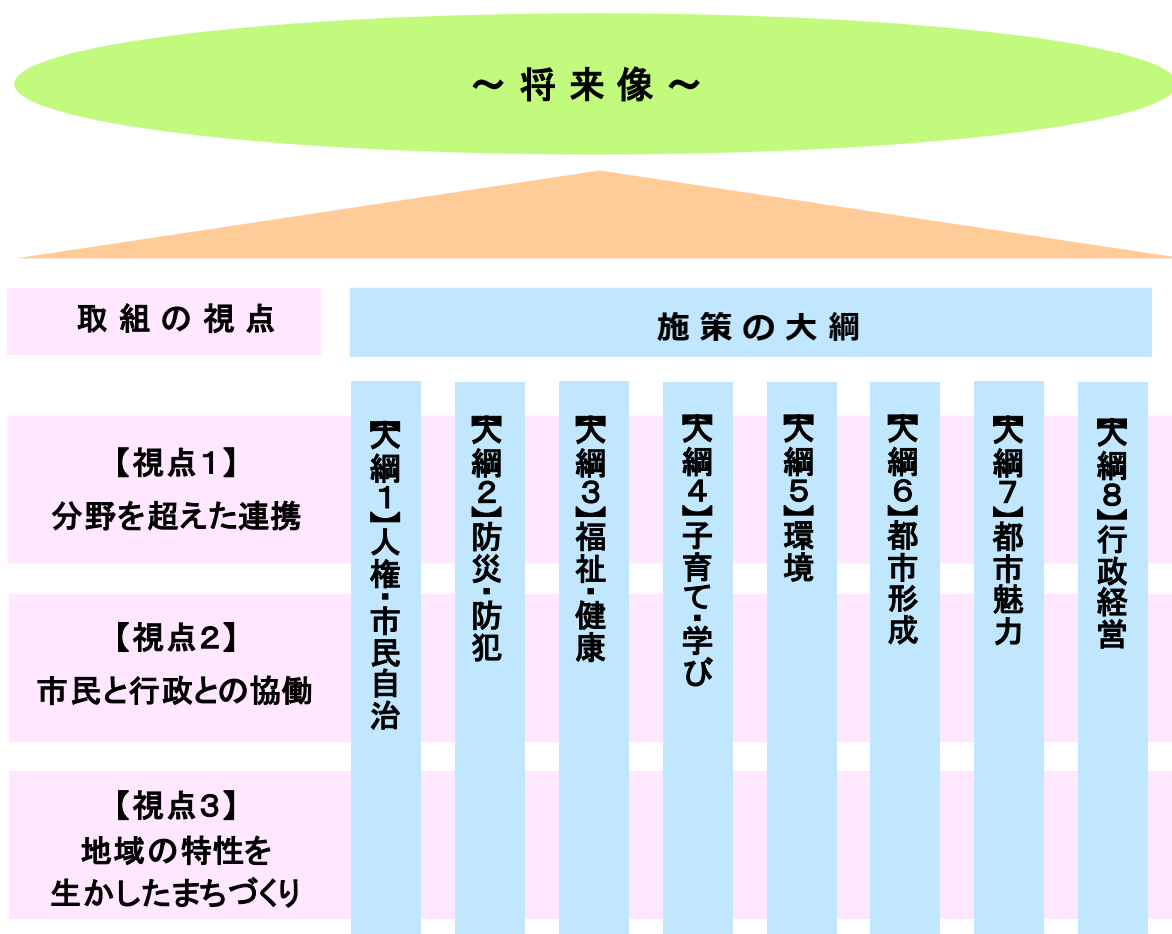 ～将来像～
取組の視点
施策の大綱
【視点１】
分野を超えた連携
【視点２】
市民と行政との協働
【視点３】
地域の特性を
生かしたまちづくり
【大綱１】人権・市民自治
【大綱２】防災・防犯
【大綱３】福祉・健康
【大綱４】子育て・学び
【大綱５】環境
【大綱６】都市形成
【大綱７】都市魅力
【大綱８】行政経営